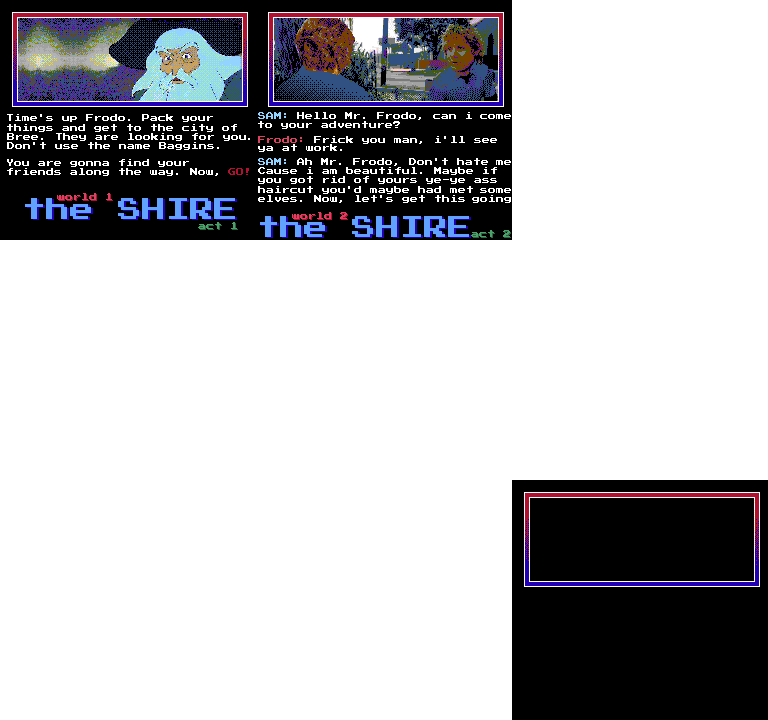 Time's up Frodo. Pack your
things and get to the city of
Bree. They are looking for you.
Don't use the name Baggins.
You are gonna find your
friends along the way. Now, GO!
world 1
the SHIRE
act 1
SAM: Hello Mr. Frodo, can i come
to your adventure?
Frodo: Frick you man, i'll see
ya at work.
SAM: Ah Mr. Frodo, Don't hate me
Cause i am beautiful. Maybe if
you got rid of yours ye-ye ass
haircut you'd maybe had met some
elves. Now, let's get this going
world 2
the SHIRE
act 2